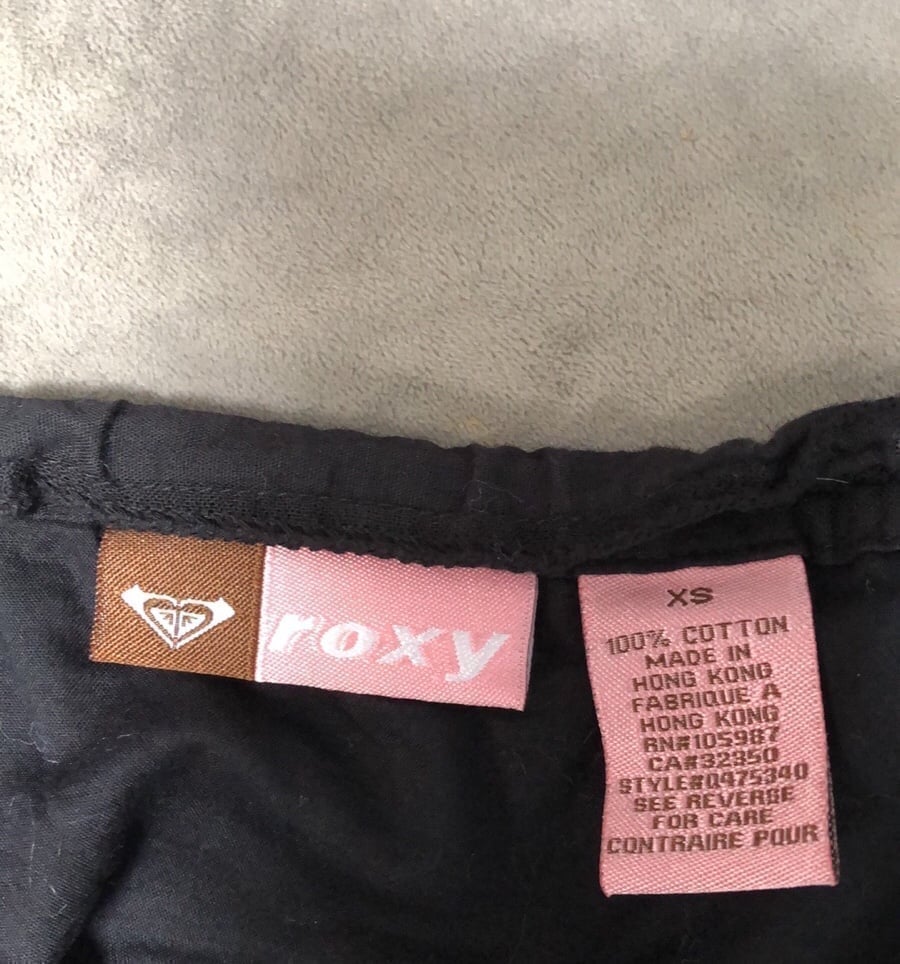 roxy
XS
100% COTTON
MADE IN
HONG KONG
FABRIQUE A
HONG KONG
RN#105987
CA#32350
STYLE#0475340
SEE REVERSE
FOR CARE
CONTRAIRE POUR